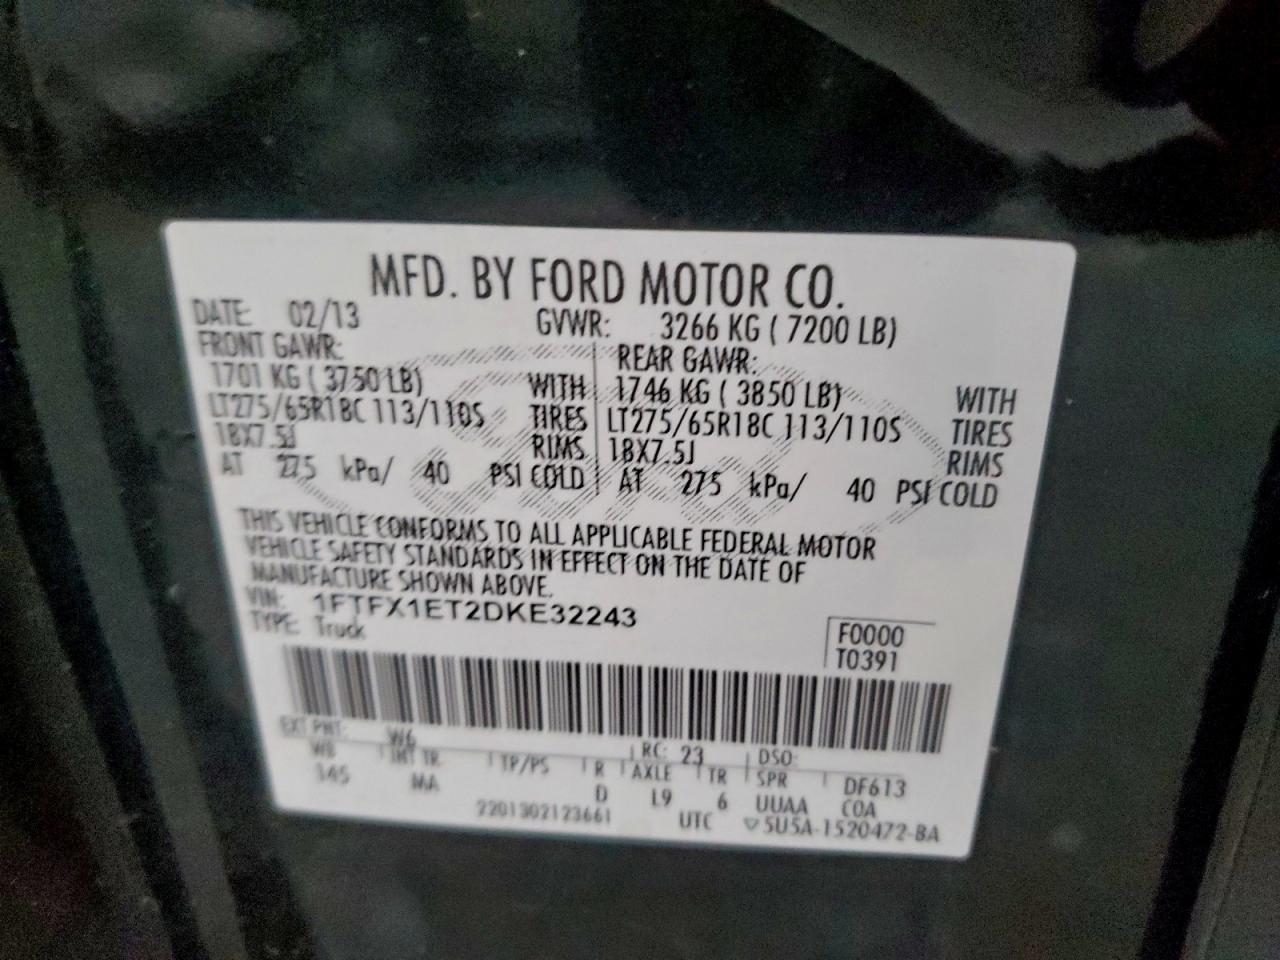 MFD. BY FORD MOTOR CO.
DATE: 02/13 GVWR: 3266 KG ( 7200 LB)
FRONT GAWR: REAR GAWR:
1701 KG ( 3750 LB) WITH 1746 KG ( 3850 LB) WITH
LT275/65R18C 113/110S TIRES LT275/65R18C 113/110S TIRES
18X7.5J RIMS 18X7.5J RIMS
AT 275 kPa/ 40 PSI COLD AT 275 kPa/ 40 PSI COLD
THIS VEHICLE CONFORMS TO ALL APPLICABLE FEDERAL MOTOR
VEHICLE SAFETY STANDARDS IN EFFECT ON THE DATE OF
MANUFACTURE SHOWN ABOVE.
VIN: 1FTFX1ET2DKE32243
TYPE: Truck
F0000
T0391
EXT PNT: W6 RC: 23 DSO:
WB INT TR TP/PS R AXLE TR SPR DF613
145 MA D L9 6 UUAA COA
2201302123661 UTC ▽5U5A-1520472-BA